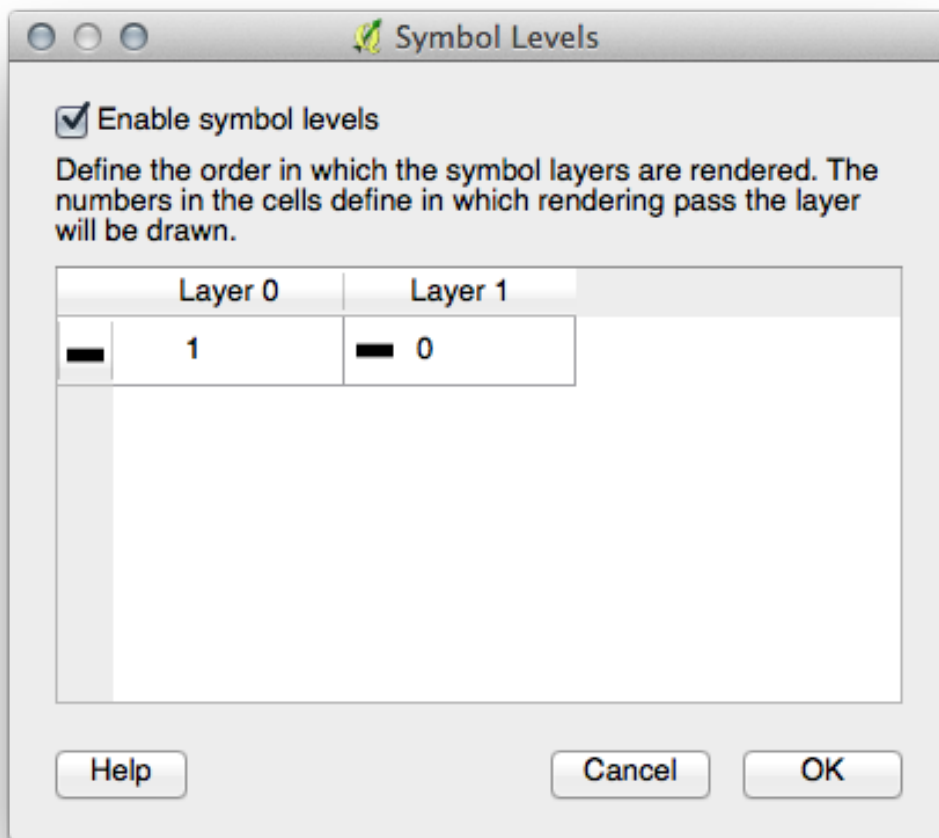 Symbol Levels
Enable symbol levels
Define the order in which the symbol layers are rendered. The
numbers in the cells define in which rendering pass the layer
will be drawn.
Layer 0 Layer 1
1 0
Help Cancel OK